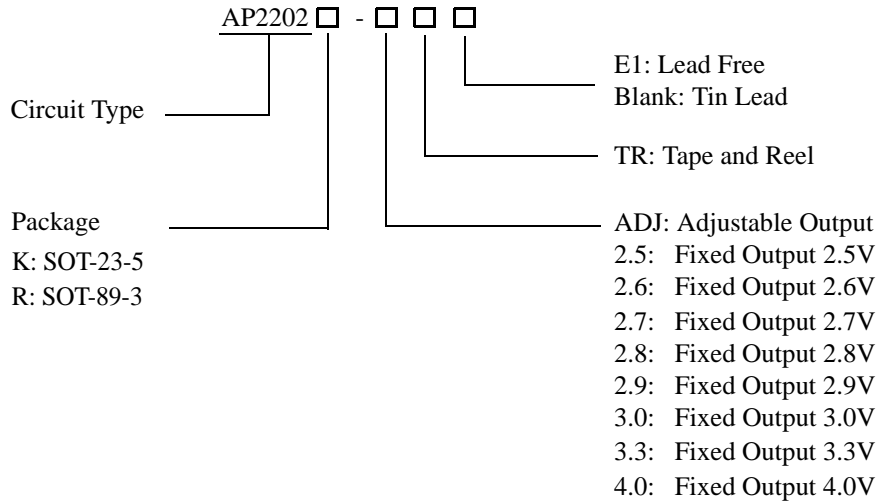 AP2202 -
E1: Lead Free
Blank: Tin Lead
Circuit Type
TR: Tape and Reel
Package
K: SOT-23-5
R: SOT-89-3
ADJ: Adjustable Output
2.5: Fixed Output 2.5V
2.6: Fixed Output 2.6V
2.7: Fixed Output 2.7V
2.8: Fixed Output 2.8V
2.9: Fixed Output 2.9V
3.0: Fixed Output 3.0V
3.3: Fixed Output 3.3V
4.0: Fixed Output 4.0V